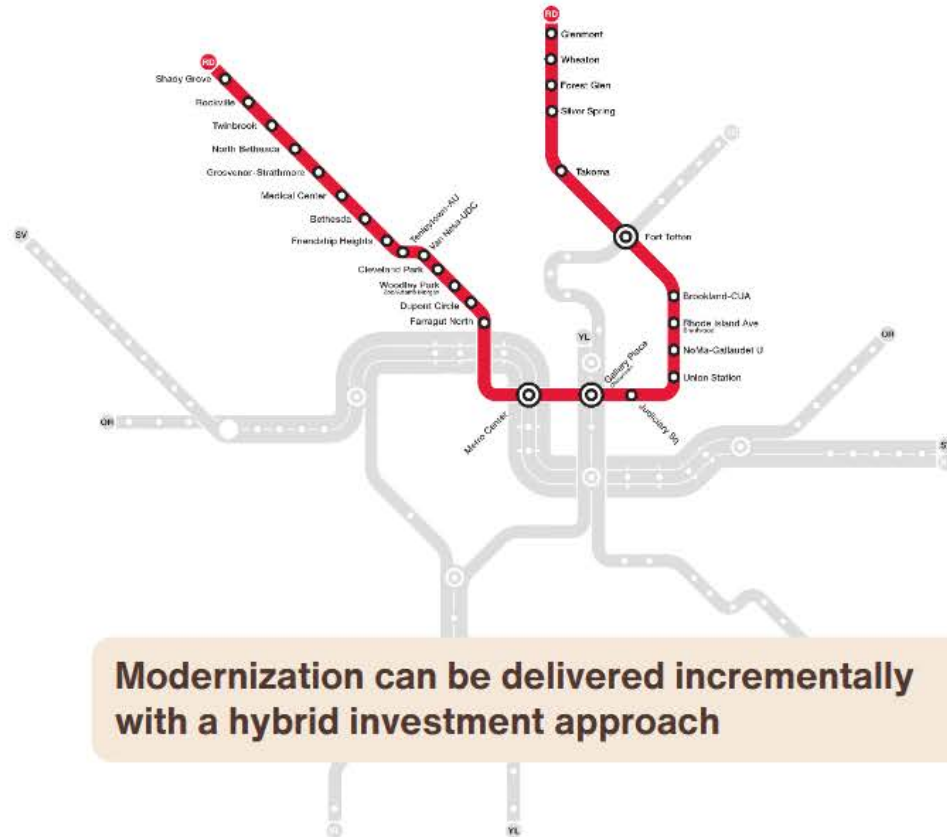 RD
Glenmont
Wheaton
Forest Glen
Silver Spring
Takoma
Fort Totten
Brookland-CUA
Rhode Island Ave
Brentwood
NoMa-Gallaudet U
Union Station
Judiciary Sq
Gallery Place
Metro Center
RD
Shady Grove
Rockville
Twinbrook
North Bethesda
Grosvenor-Strathmore
Medical Center
Bethesda
Friendship Heights
Tenleytown-AU
Van Ness-UDC
Cleveland Park
Woodley Park
Dupont Circle
Farragut North
SV
OR
YL
OR
Modernization can be delivered incrementally
with a hybrid investment approach
YL